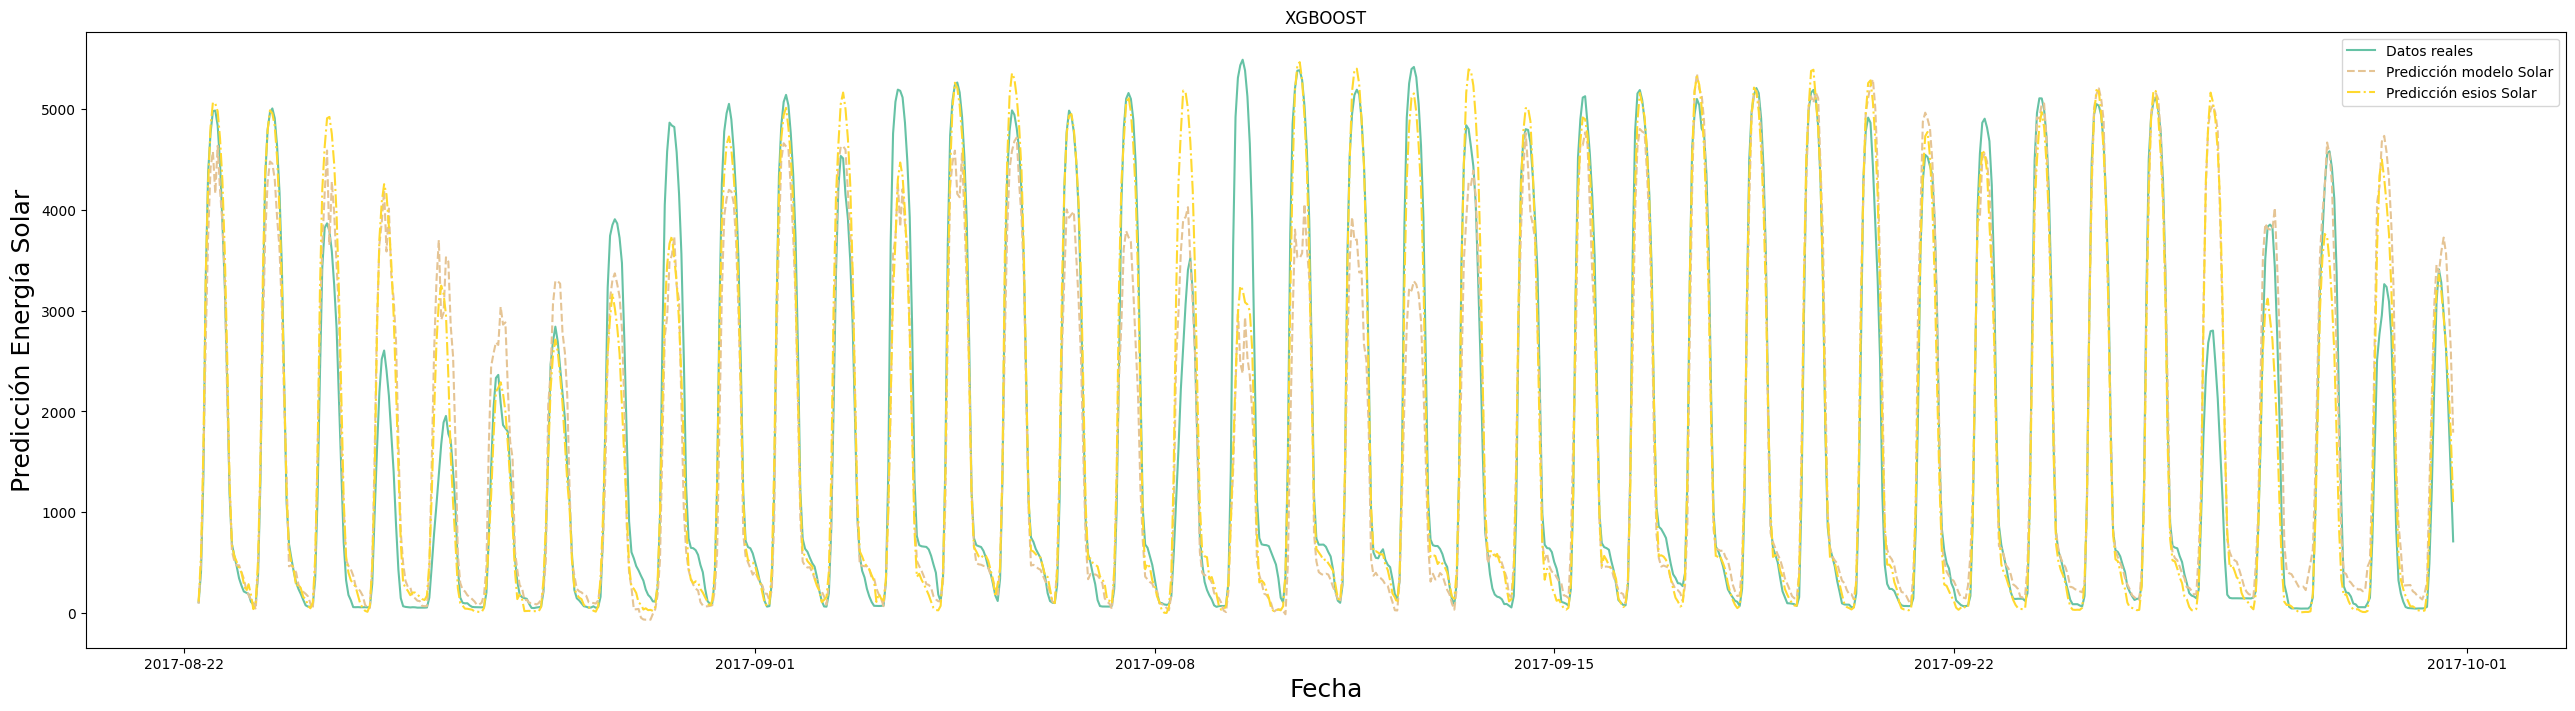 XGBOOST
Datos reales
Predicción modelo Solar
Predicción esios Solar
Predicción Energía Solar
5000
4000
3000
2000
1000
0
2017-08-22
2017-09-01
2017-09-08
2017-09-15
2017-09-22
2017-10-01
Fecha